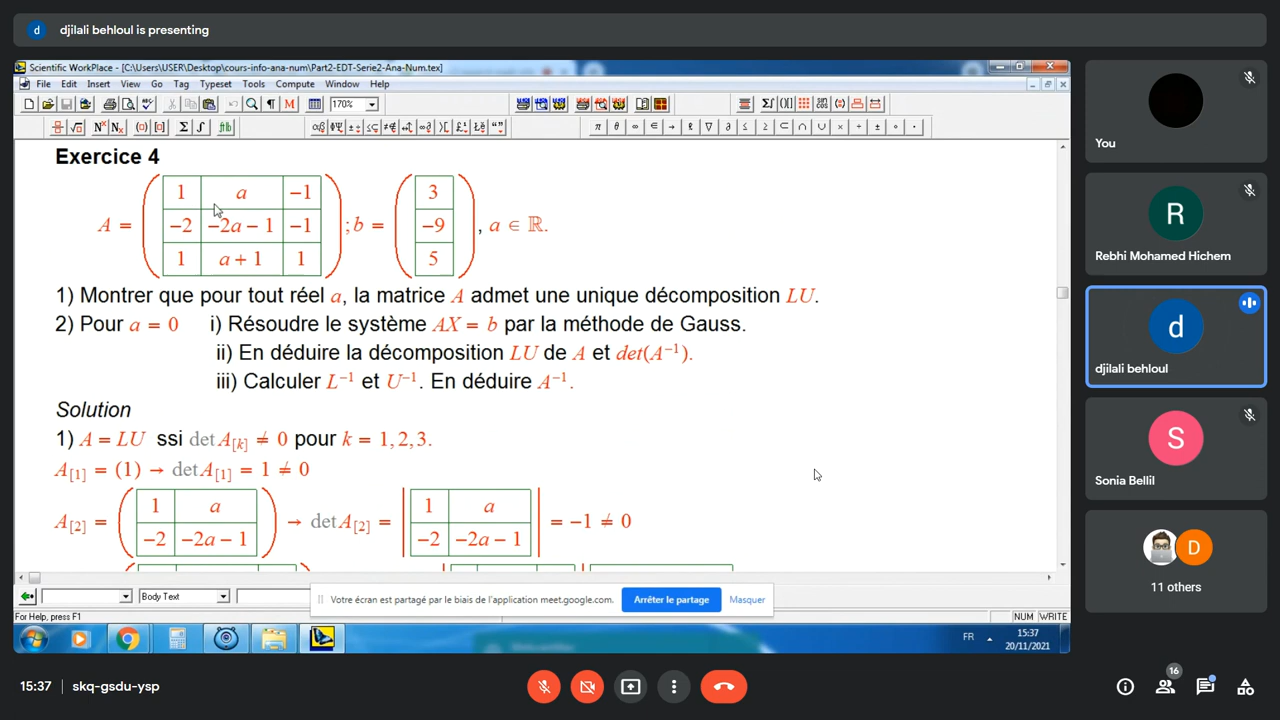 djilali behloul is presenting
Scientific WorkPlace - [C:\Users\USER\Desktop\cours-info-ana-num\Part2-EDT-Serie2-Ana-Num.tex]
File Edit Insert View Go Tag Typeset Tools Compute Window Help
170%
Exercice 4
1 a −1
A = −2 −2a − 1 −1
1 a + 1 1
3
; b = −9 , a ∈ ℝ.
5
1) Montrer que pour tout réel a, la matrice A admet une unique décomposition LU.
2) Pour a = 0 i) Résoudre le système AX = b par la méthode de Gauss.
ii) En déduire la décomposition LU de A et det(A⁻¹).
iii) Calculer L⁻¹ et U⁻¹. En déduire A⁻¹.
Solution
1) A = LU ssi det A[k] ≠ 0 pour k = 1, 2, 3.
A[1] = (1) → det A[1] = 1 ≠ 0
1 a 1 a
A[2] = → det A[2] = = −1 ≠ 0
−2 −2a − 1 −2 −2a − 1
Body Text
Votre écran est partagé par le biais de l'application meet.google.com. Arrêter le partage Masquer
For Help, press F1
NUM WRITE
FR 15:37
20/11/2021
You
R
Rebhi Mohamed Hichem
d
djilali behloul
S
Sonia Bellil
D
11 others
15:37 skq-gsdu-ysp
16